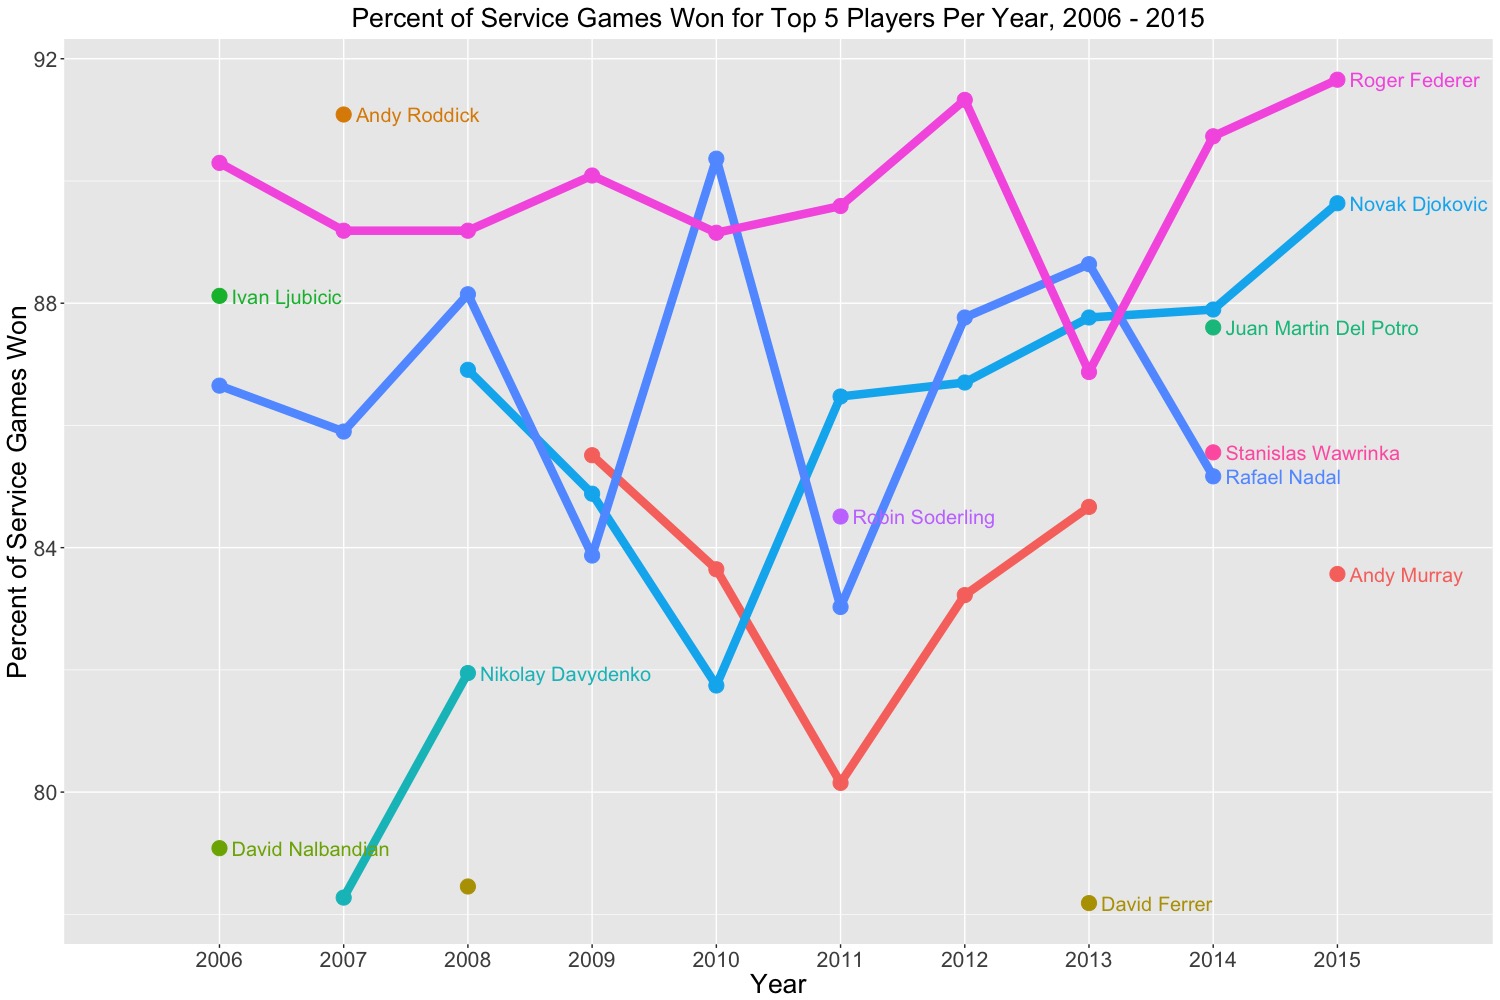 Percent of Service Games Won for Top 5 Players Per Year, 2006 - 2015
92
Roger Federer
Andy Roddick
Novak Djokovic
Ivan Ljubicic
88
Juan Martin Del Potro
Stanislas Wawrinka
Rafael Nadal
Robin Soderling
84
Andy Murray
Nikolay Davydenko
80
David Nalbandian
David Ferrer
Percent of Service Games Won
2006 2007 2008 2009 2010 2011 2012 2013 2014 2015
Year